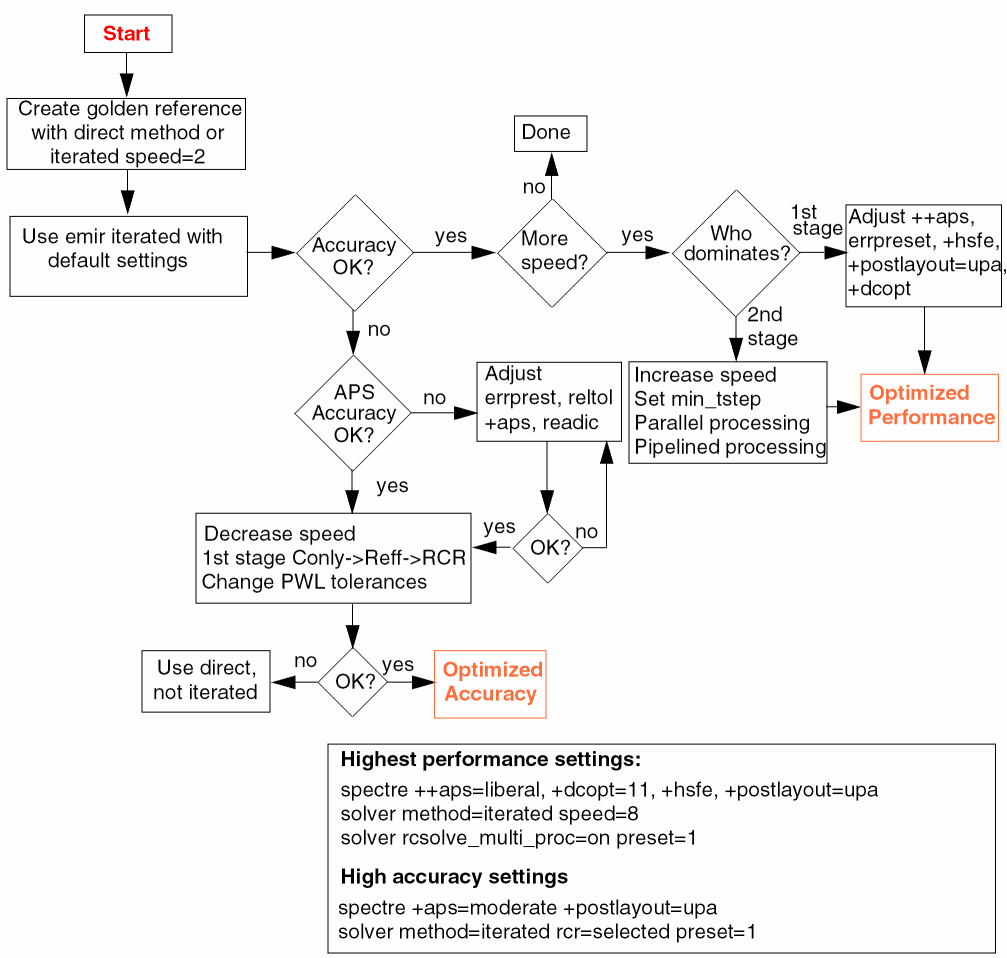 Start
Create golden reference
with direct method or
iterated speed=2
Use emir iterated with
default settings
Accuracy
OK?
yes
More
speed?
no
Done
yes
Who
dominates?
1st
stage
Adjust ++aps,
errpreset, +hsfe,
+postlayout=upa,
+dcopt
2nd
stage
Increase speed
Set min_tstep
Parallel processing
Pipelined processing
Optimized
Performance
no
APS
Accuracy
OK?
no
Adjust
errprest, reltol
+aps, readic
OK?
no
yes
yes
Decrease speed
1st stage Conly->Reff->RCR
Change PWL tolerances
OK?
no
Use direct,
not iterated
yes
Optimized
Accuracy
Highest performance settings:
spectre ++aps=liberal, +dcopt=11, +hsfe, +postlayout=upa
solver method=iterated speed=8
solver rcsolve_multi_proc=on preset=1
High accuracy settings
spectre +aps=moderate +postlayout=upa
solver method=iterated rcr=selected preset=1